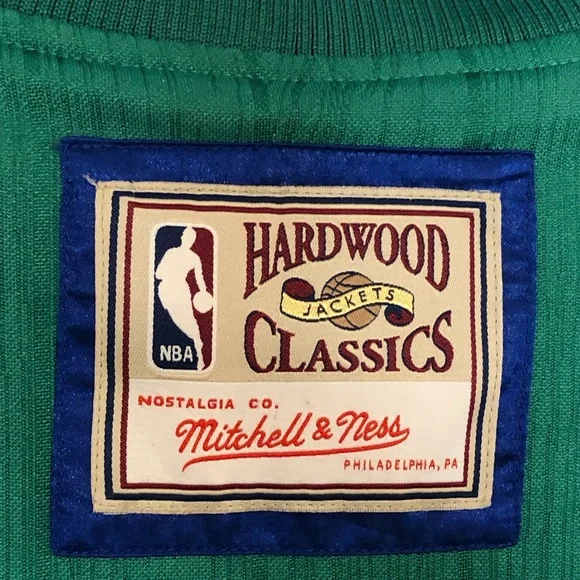 NBA
HARDWOOD
JACKETS
CLASSICS
NOSTALGIA CO.
Mitchell & Ness
PHILADELPHIA, PA